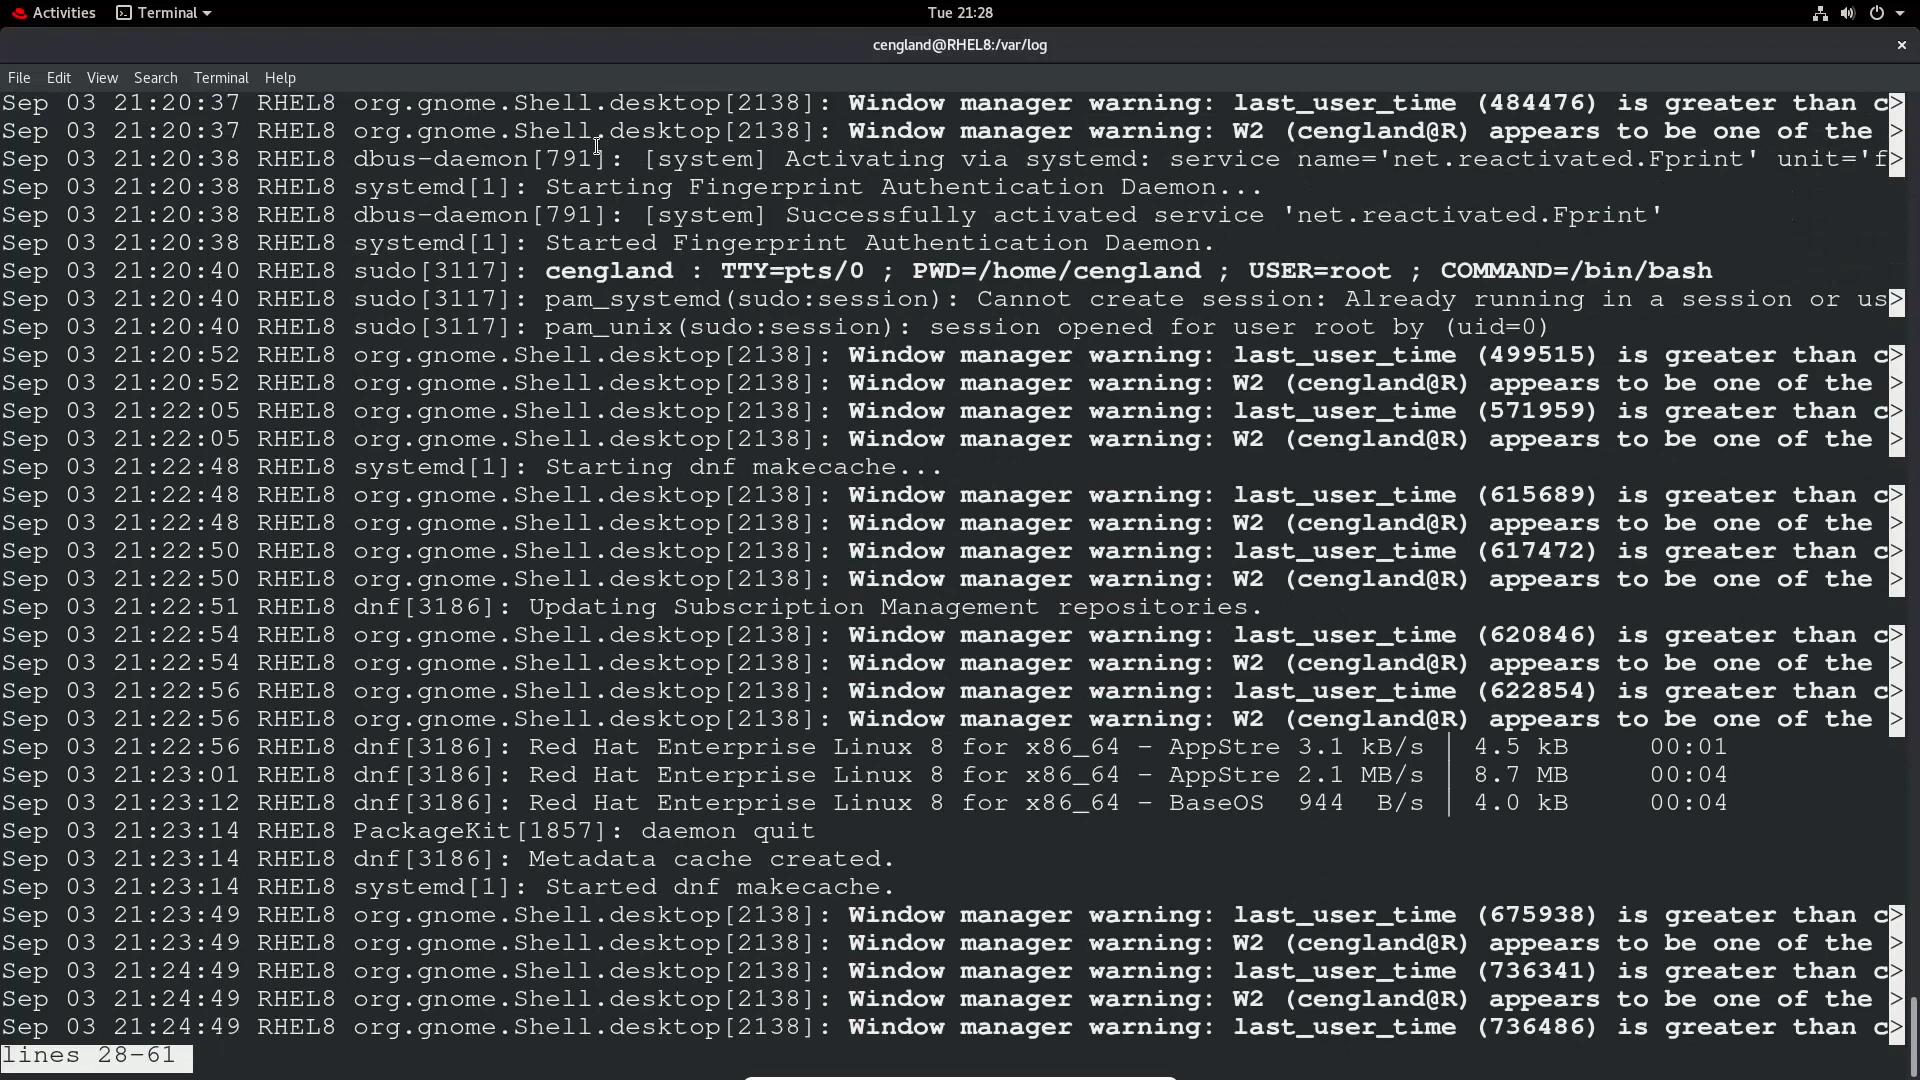 Activities Terminal Tue 21:28
cengland@RHEL8:/var/log ×
File Edit View Search Terminal Help
Sep 03 21:20:37 RHEL8 org.gnome.Shell.desktop[2138]: Window manager warning: last_user_time (484476) is greater than c>
Sep 03 21:20:37 RHEL8 org.gnome.Shell.desktop[2138]: Window manager warning: W2 (cengland@R) appears to be one of the >
Sep 03 21:20:38 RHEL8 dbus-daemon[791]: [system] Activating via systemd: service name='net.reactivated.Fprint' unit='f>
Sep 03 21:20:38 RHEL8 systemd[1]: Starting Fingerprint Authentication Daemon...
Sep 03 21:20:38 RHEL8 dbus-daemon[791]: [system] Successfully activated service 'net.reactivated.Fprint'
Sep 03 21:20:38 RHEL8 systemd[1]: Started Fingerprint Authentication Daemon.
Sep 03 21:20:40 RHEL8 sudo[3117]: cengland : TTY=pts/0 ; PWD=/home/cengland ; USER=root ; COMMAND=/bin/bash
Sep 03 21:20:40 RHEL8 sudo[3117]: pam_systemd(sudo:session): Cannot create session: Already running in a session or us>
Sep 03 21:20:40 RHEL8 sudo[3117]: pam_unix(sudo:session): session opened for user root by (uid=0)
Sep 03 21:20:52 RHEL8 org.gnome.Shell.desktop[2138]: Window manager warning: last_user_time (499515) is greater than c>
Sep 03 21:20:52 RHEL8 org.gnome.Shell.desktop[2138]: Window manager warning: W2 (cengland@R) appears to be one of the >
Sep 03 21:22:05 RHEL8 org.gnome.Shell.desktop[2138]: Window manager warning: last_user_time (571959) is greater than c>
Sep 03 21:22:05 RHEL8 org.gnome.Shell.desktop[2138]: Window manager warning: W2 (cengland@R) appears to be one of the >
Sep 03 21:22:48 RHEL8 systemd[1]: Starting dnf makecache...
Sep 03 21:22:48 RHEL8 org.gnome.Shell.desktop[2138]: Window manager warning: last_user_time (615689) is greater than c>
Sep 03 21:22:48 RHEL8 org.gnome.Shell.desktop[2138]: Window manager warning: W2 (cengland@R) appears to be one of the >
Sep 03 21:22:50 RHEL8 org.gnome.Shell.desktop[2138]: Window manager warning: last_user_time (617472) is greater than c>
Sep 03 21:22:50 RHEL8 org.gnome.Shell.desktop[2138]: Window manager warning: W2 (cengland@R) appears to be one of the >
Sep 03 21:22:51 RHEL8 dnf[3186]: Updating Subscription Management repositories.
Sep 03 21:22:54 RHEL8 org.gnome.Shell.desktop[2138]: Window manager warning: last_user_time (620846) is greater than c>
Sep 03 21:22:54 RHEL8 org.gnome.Shell.desktop[2138]: Window manager warning: W2 (cengland@R) appears to be one of the >
Sep 03 21:22:56 RHEL8 org.gnome.Shell.desktop[2138]: Window manager warning: last_user_time (622854) is greater than c>
Sep 03 21:22:56 RHEL8 org.gnome.Shell.desktop[2138]: Window manager warning: W2 (cengland@R) appears to be one of the >
Sep 03 21:22:56 RHEL8 dnf[3186]: Red Hat Enterprise Linux 8 for x86_64 - AppStre 3.1 kB/s | 4.5 kB     00:01
Sep 03 21:23:01 RHEL8 dnf[3186]: Red Hat Enterprise Linux 8 for x86_64 - AppStre 2.1 MB/s | 8.7 MB     00:04
Sep 03 21:23:12 RHEL8 dnf[3186]: Red Hat Enterprise Linux 8 for x86_64 - BaseOS  944  B/s | 4.0 kB     00:04
Sep 03 21:23:14 RHEL8 PackageKit[1857]: daemon quit
Sep 03 21:23:14 RHEL8 dnf[3186]: Metadata cache created.
Sep 03 21:23:14 RHEL8 systemd[1]: Started dnf makecache.
Sep 03 21:23:49 RHEL8 org.gnome.Shell.desktop[2138]: Window manager warning: last_user_time (675938) is greater than c>
Sep 03 21:23:49 RHEL8 org.gnome.Shell.desktop[2138]: Window manager warning: W2 (cengland@R) appears to be one of the >
Sep 03 21:24:49 RHEL8 org.gnome.Shell.desktop[2138]: Window manager warning: last_user_time (736341) is greater than c>
Sep 03 21:24:49 RHEL8 org.gnome.Shell.desktop[2138]: Window manager warning: W2 (cengland@R) appears to be one of the >
Sep 03 21:24:49 RHEL8 org.gnome.Shell.desktop[2138]: Window manager warning: last_user_time (736486) is greater than c>
lines 28-61